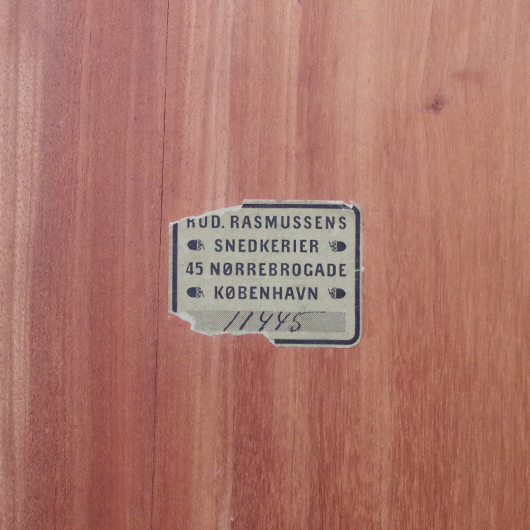 RUD. RASMUSSENS
SNEDKERIER
45 NØRREBROGADE
KØBENHAVN
11445